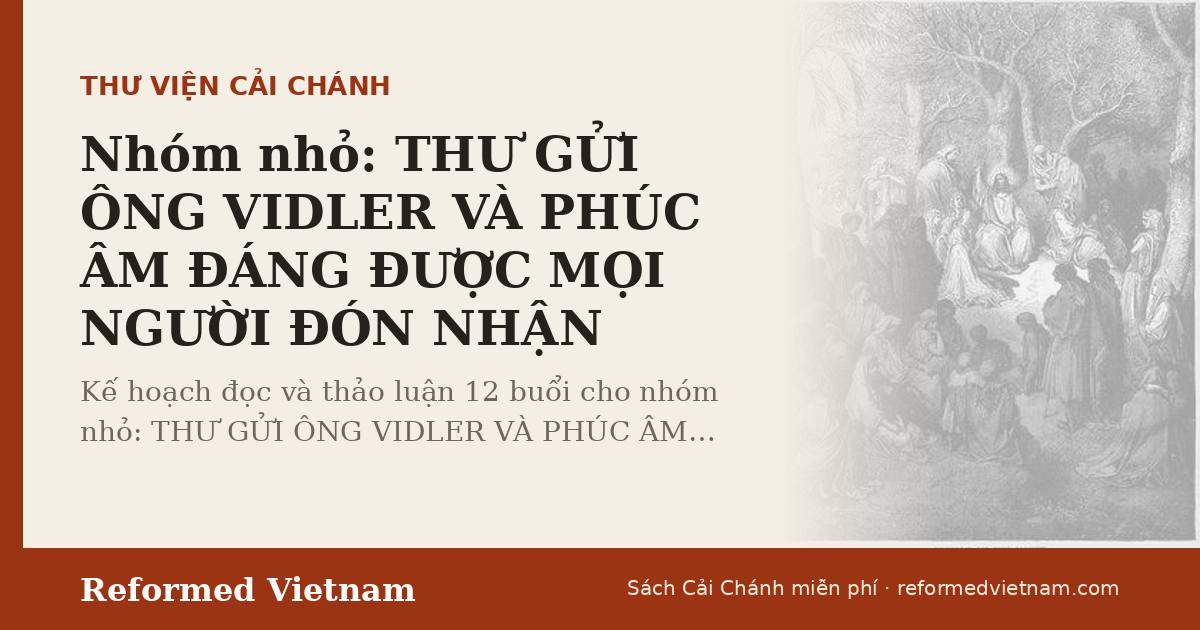 THƯ VIỆN CẢI CHÁNH
Nhóm nhỏ: THƯ GỬI
ÔNG VIDLER VÀ PHÚC
ÂM ĐÁNG ĐƯỢC MỌI
NGƯỜI ĐÓN NHẬN
Kế hoạch đọc và thảo luận 12 buổi cho nhóm
nhỏ: THƯ GỬI ÔNG VIDLER VÀ PHÚC ÂM...
Reformed Vietnam
Sách Cải Chánh miễn phí · reformedvietnam.com